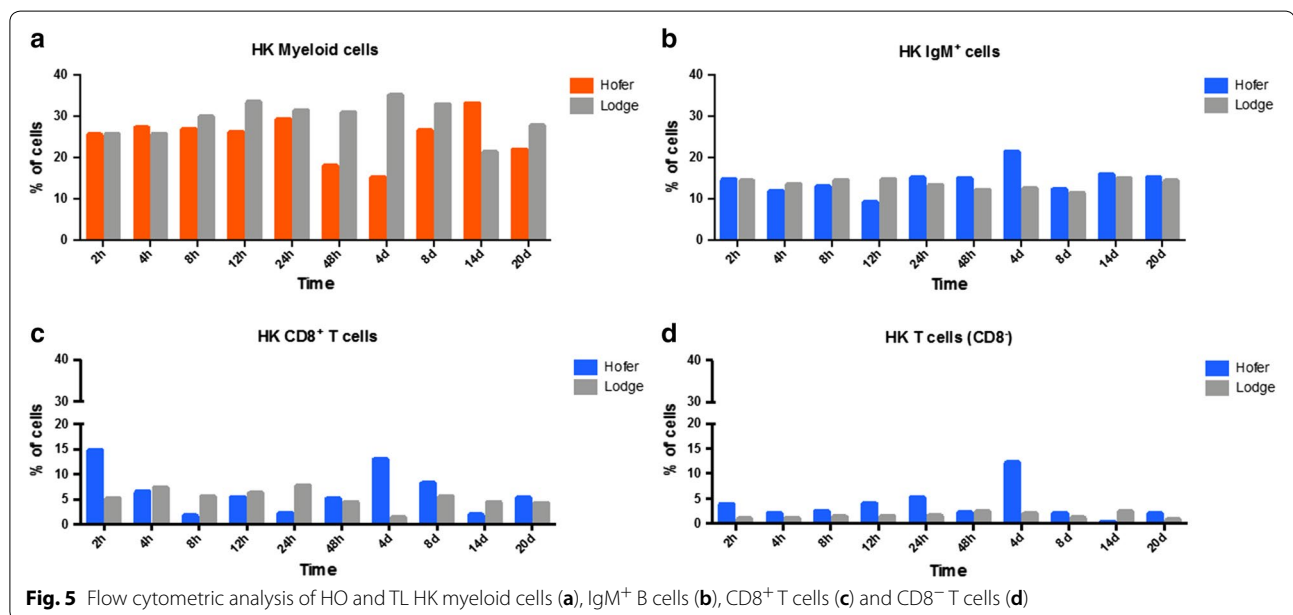 a
HK Myeloid cells
Hofer
Lodge
% of cells
40
30
20
10
0
2h 4h 8h 12h 24h 48h 4d 8d 14d 20d
Time
b
HK IgM⁺ cells
Hofer
Lodge
% of cells
40
30
20
10
0
2h 4h 8h 12h 24h 48h 4d 8d 14d 20d
Time
c
HK CD8⁺ T cells
Hofer
Lodge
% of cells
40
30
20
15
10
5
0
2h 4h 8h 12h 24h 48h 4d 8d 14d 20d
Time
d
HK T cells (CD8⁻)
Hofer
Lodge
% of cells
40
30
20
15
10
5
0
2h 4h 8h 12h 24h 48h 4d 8d 14d 20d
Time
Fig. 5 Flow cytometric analysis of HO and TL HK myeloid cells (a), IgM⁺ B cells (b), CD8⁺ T cells (c) and CD8⁻ T cells (d)